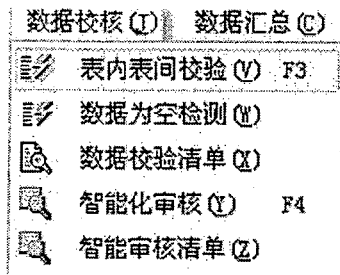 数据校核(T) 数据汇总(C)
表内表间校验(V) F3
数据为空检测(W)
数据校验清单(X)
智能化审核(Y) F4
智能审核清单(Z)